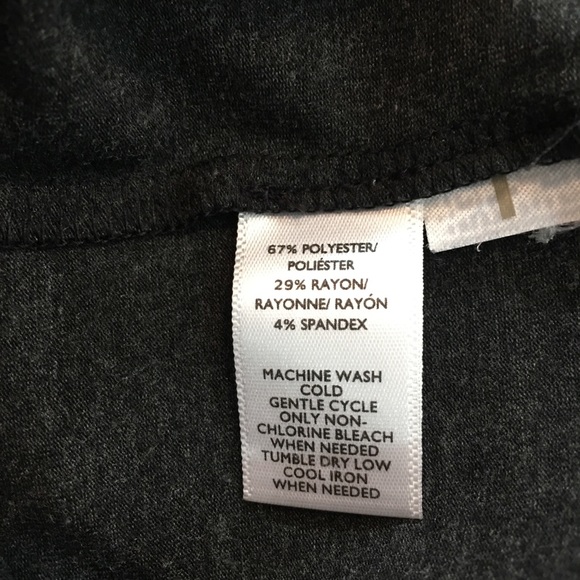 67% POLYESTER/
POLIÉSTER
29% RAYON/
RAYONNE/ RAYÓN
4% SPANDEX
MACHINE WASH
COLD
GENTLE CYCLE
ONLY NON-
CHLORINE BLEACH
WHEN NEEDED
TUMBLE DRY LOW
COOL IRON
WHEN NEEDED